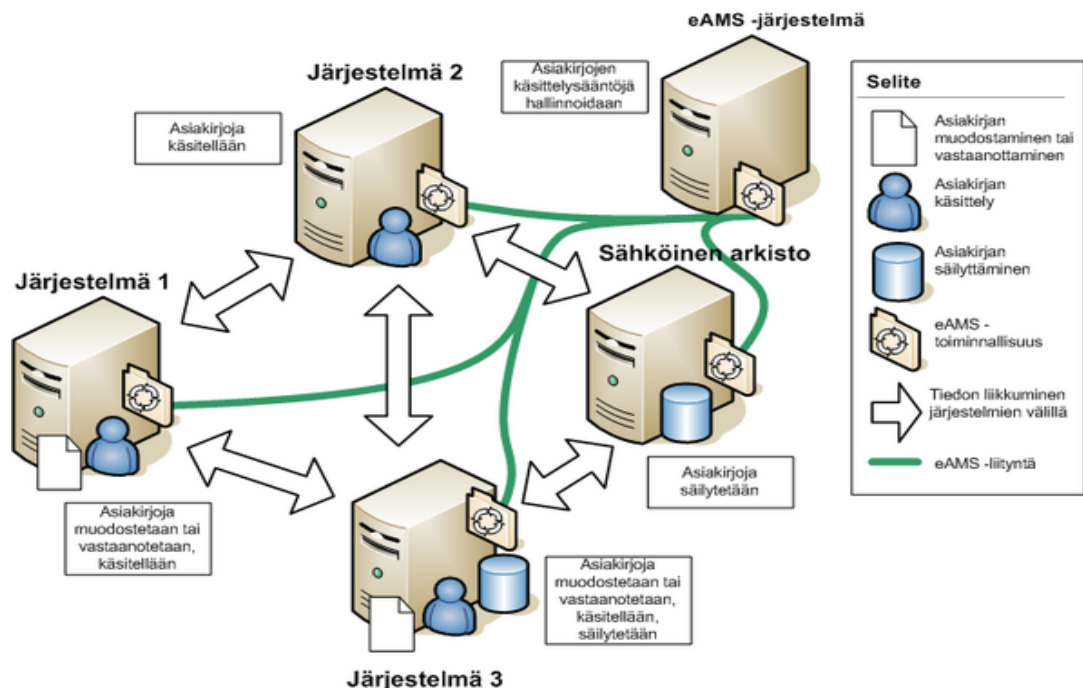 eAMS -järjestelmä
Järjestelmä 2
Asiakirjojen
käsittelysääntöjä
hallinnoidaan
Asiakirjoja
käsitellään
Sähköinen arkisto
Järjestelmä 1
Asiakirjoja
säilytetään
Asiakirjoja
muodostetaan tai
vastaanotetaan,
käsitellään
Asiakirjoja
muodostetaan tai
vastaanotetaan,
käsitellään,
säilytetään
Järjestelmä 3
Selite
Asiakirjan
muodostaminen tai
vastaanottaminen
Asiakirjan
käsittely
Asiakirjan
säilyttäminen
eAMS -
toiminnallisuus
Tiedon liikkuminen
järjestelmien välillä
eAMS -liityntä